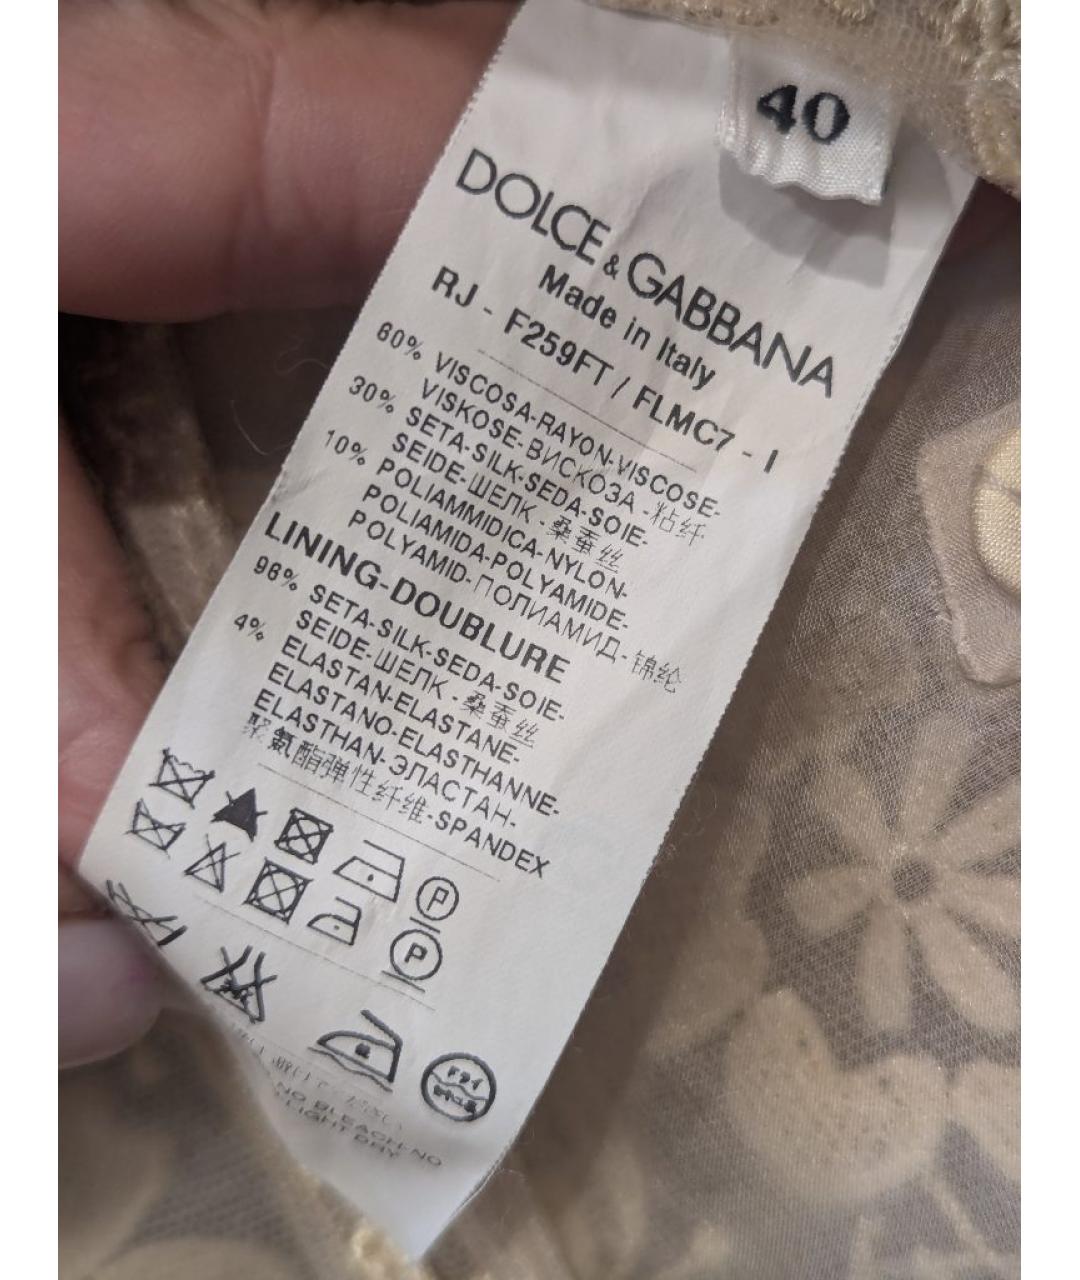 40
DOLCE & GABBANA
Made in Italy
RJ - F259FT / FLMC7 - I
60% VISCOSA-RAYON-VISCOSE-
VISKOSE-ВИСКОЗА-粘纤
30% SETA-SILK-SEDA-SOIE-
SEIDE-ШЕЛК-桑蚕丝
10% POLIAMMIDICA-NYLON-
POLIAMIDA-POLYAMIDE-
POLYAMID-ПОЛИАМИД-锦纶
LINING-DOUBLURE
96% SETA-SILK-SEDA-SOIE-
SEIDE-ШЕЛК-桑蚕丝
4% ELASTAN-ELASTANE-
ELASTANO-ELASTHANNE-
ELASTHAN-ЭЛАСТАН-
聚氨酯弹性纤维-SPANDEX
P
P
ドライ
NO BLEACH-NO